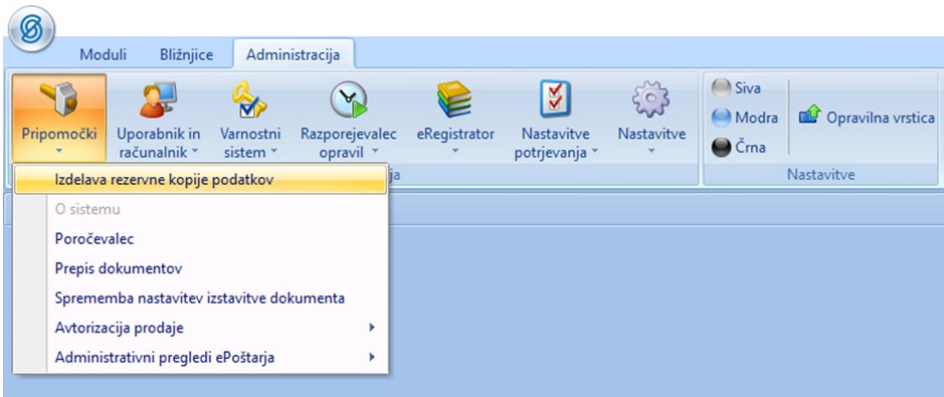 Moduli Bližnjice Administracija
Pripomočki Uporabnik in računalnik Varnostni sistem Razporejevalec opravil eRegistrator Nastavitve potrjevanja Nastavitve
Siva
Modra
Črna
Opravilna vrstica
ja
Nastavitve
Izdelava rezervne kopije podatkov
O sistemu
Poročevalec
Prepis dokumentov
Sprememba nastavitev izstavitve dokumenta
Avtorizacija prodaje
Administrativni pregledi ePoštarja